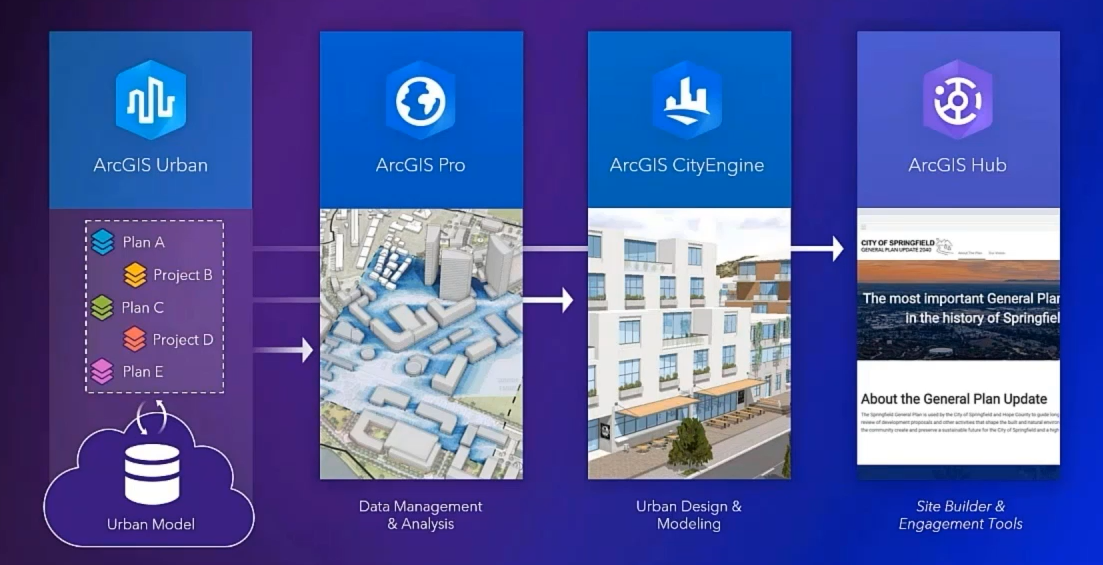 ArcGIS Urban
Plan A
Project B
Plan C
Project D
Plan E
Urban Model
ArcGIS Pro
Data Management
& Analysis
ArcGIS CityEngine
Urban Design &
Modeling
ArcGIS Hub
CITY OF SPRINGFIELD
GENERAL PLAN UPDATE 2040
About The Plan
The most important General Plan
in the history of Springfiel
About the General Plan Update
The Springfield General Plan is used by the City of Springfield and Hope County to guide long
review of development proposals and other activities that shape the built and natural environ
the community create and preserve a sustainable future for the City of Springfield and a high
Site Builder &
Engagement Tools